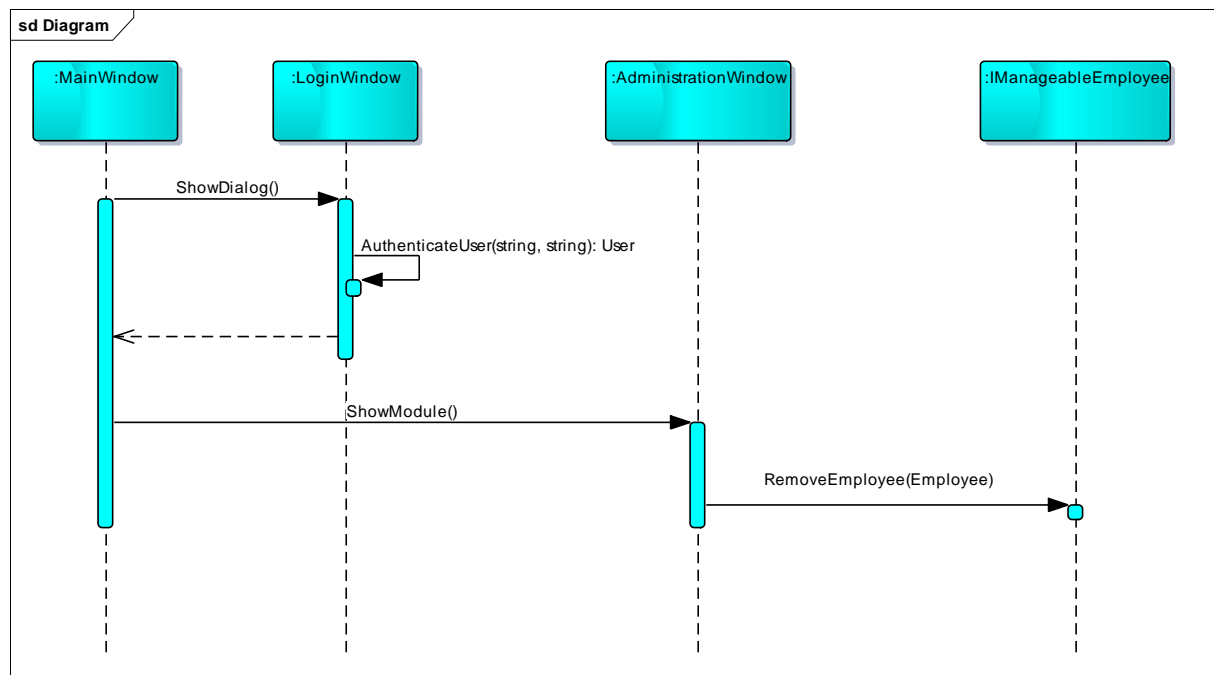 sd Diagram
:MainWindow
:LoginWindow
:AdministrationWindow
:IManageableEmployee
ShowDialog()
AuthenticateUser(string, string): User
ShowModule()
RemoveEmployee(Employee)